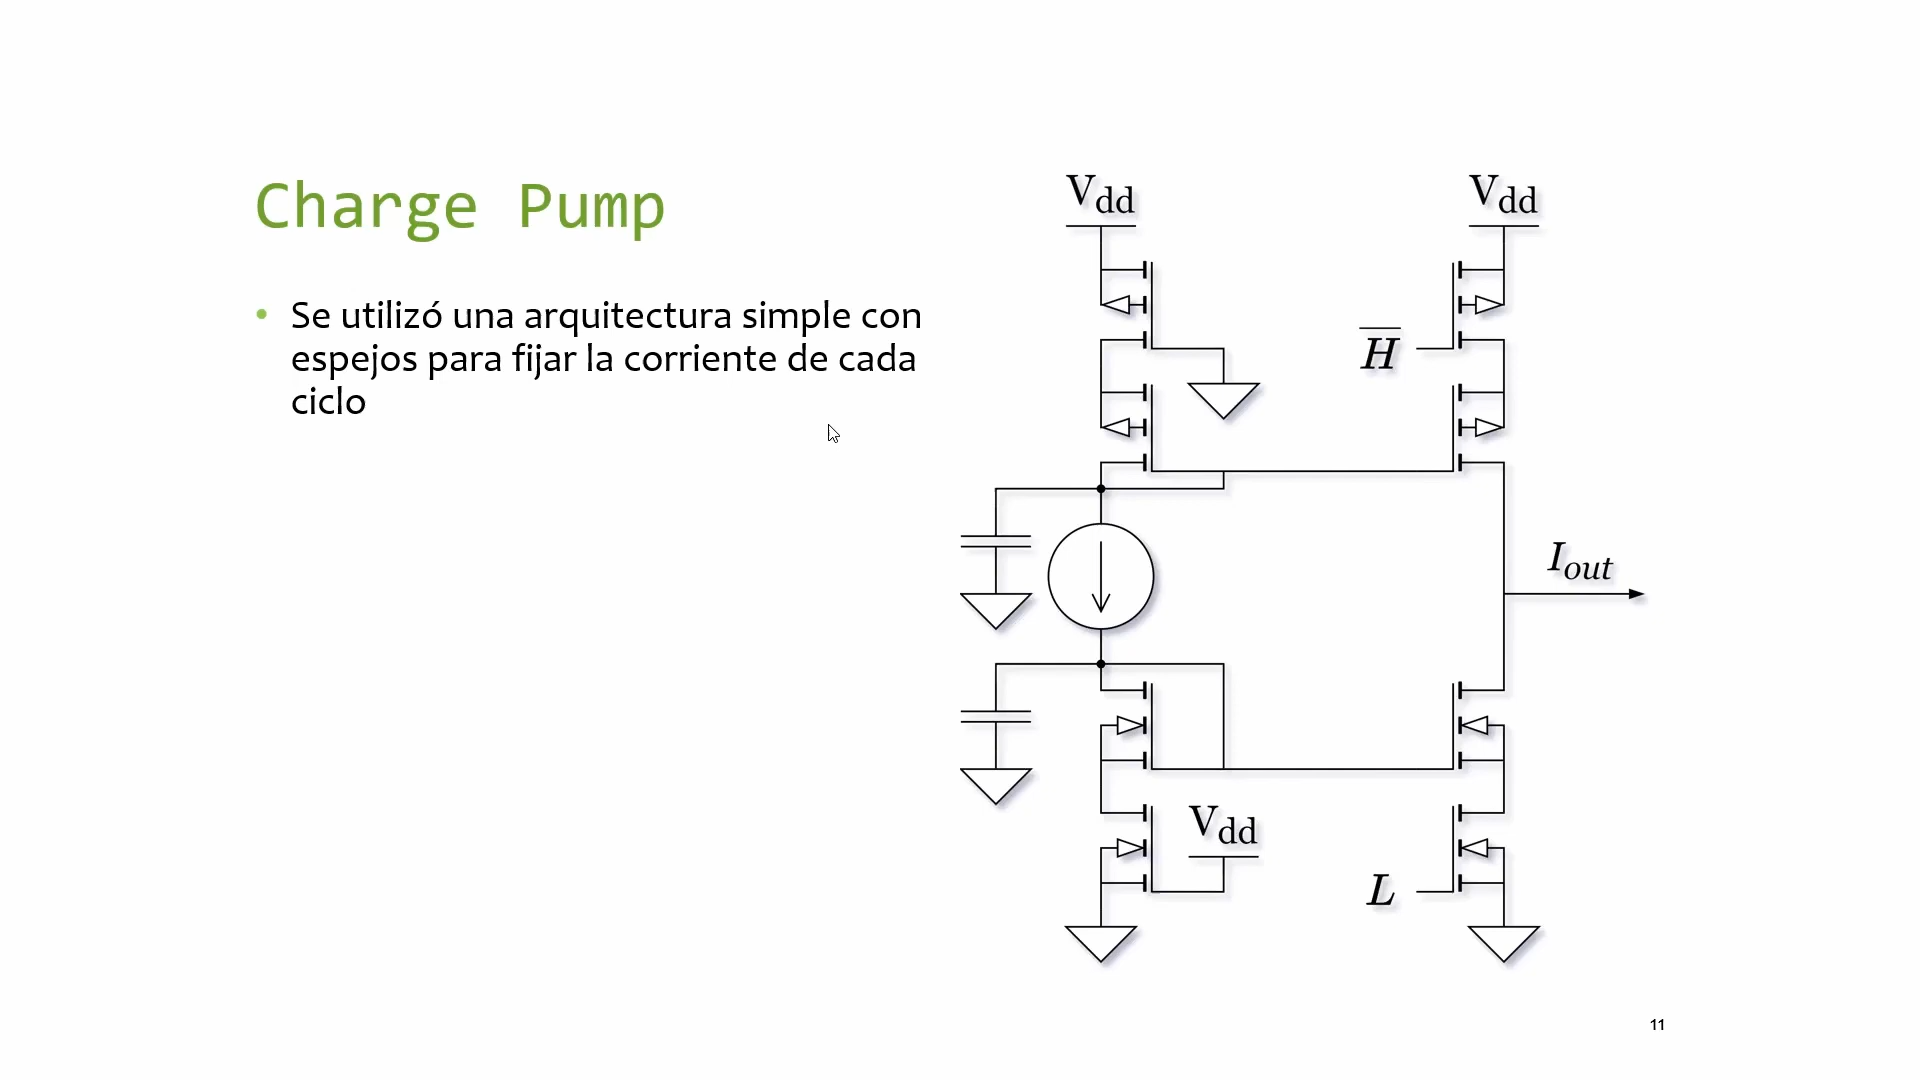 Charge Pump
• Se utilizó una arquitectura simple con
espejos para fijar la corriente de cada
ciclo
Vdd
Vdd
H̅
Iout
Vdd
L
11